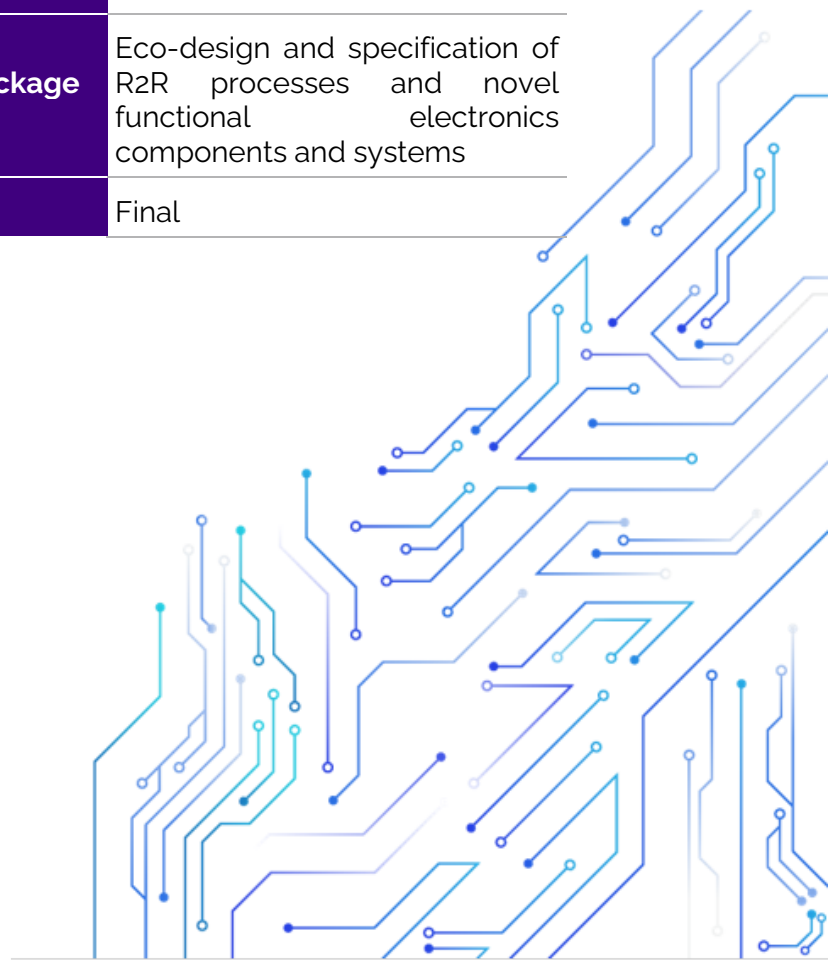 ckage
Eco-design and specification of
R2R processes and novel
functional electronics
components and systems
Final